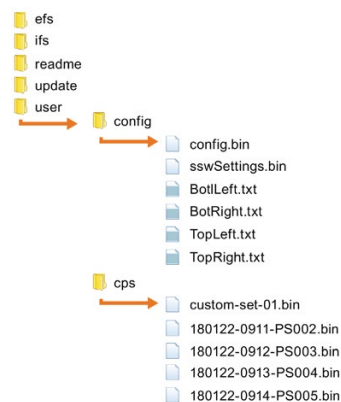 efs
ifs
readme
update
user
config
config.bin
sswSettings.bin
BotlLeft.txt
BotRight.txt
TopLeft.txt
TopRight.txt
cps
custom-set-01.bin
180122-0911-PS002.bin
180122-0912-PS003.bin
180122-0913-PS004.bin
180122-0914-PS005.bin